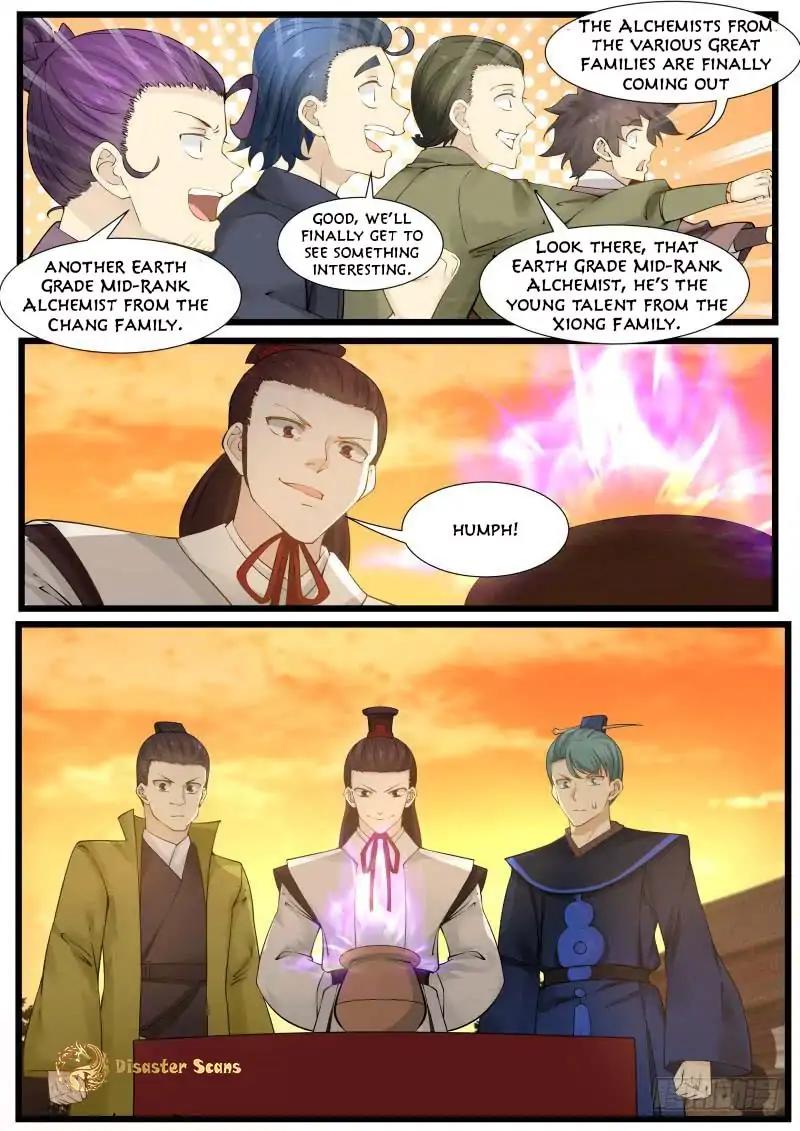 THE ALCHEMISTS FROM
THE VARIOUS GREAT
FAMILIES ARE FINALLY
COMING OUT
GOOD, WE'LL
FINALLY GET TO
SEE SOMETHING
INTERESTING.
LOOK THERE, THAT
EARTH GRADE MID-RANK
ALCHEMIST, HE'S THE
YOUNG TALENT FROM THE
XIONG FAMILY.
ANOTHER EARTH
GRADE MID-RANK
ALCHEMIST FROM THE
CHANG FAMILY.
HUMPH!
Disaster Scans